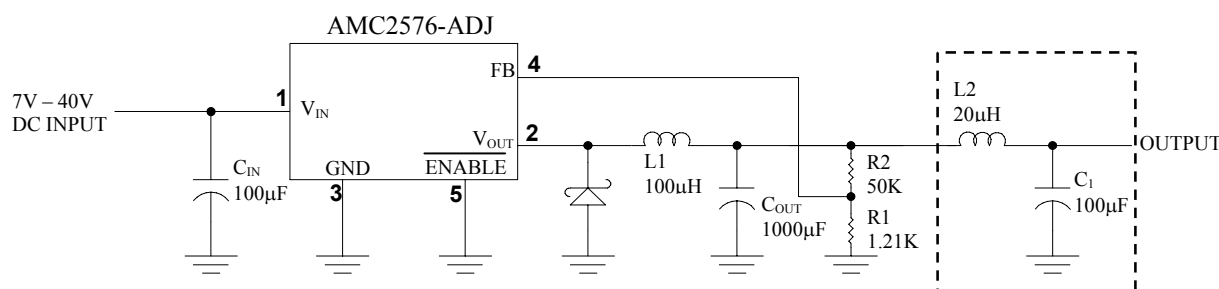 AMC2576-ADJ
FB
4
7V – 40V
DC INPUT
1
VIN
VOUT
2
ENABLE
GND
3
5
CIN
100µF
L1
100µH
COUT
1000µF
R2
50K
R1
1.21K
L2
20µH
C1
100µF
OUTPUT